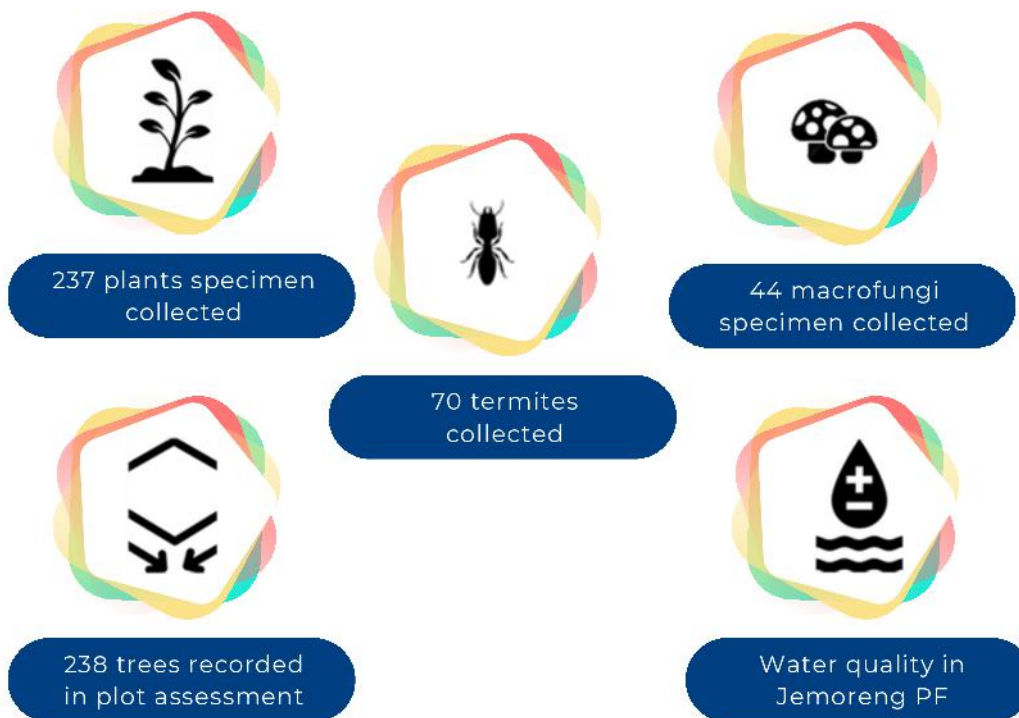 237 plants specimen
collected
44 macrofungi
specimen collected
70 termites
collected
238 trees recorded
in plot assessment
Water quality in
Jemoreng PF